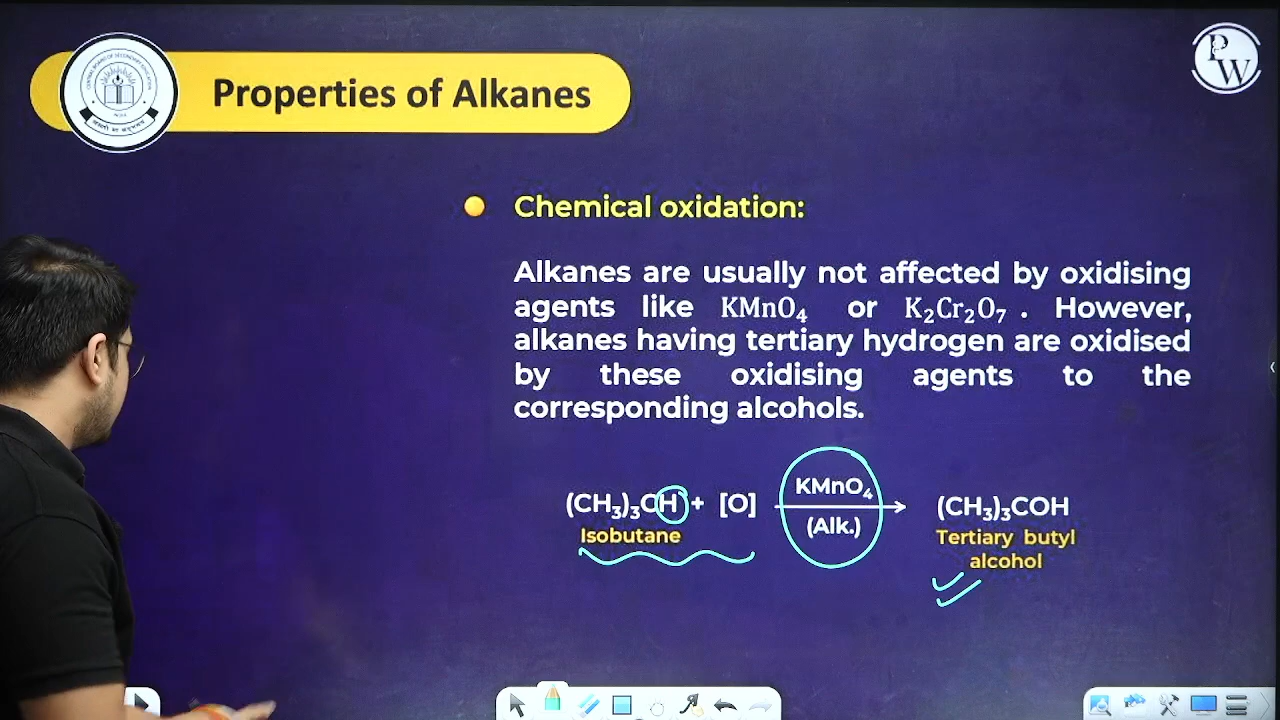 Properties of Alkanes
PW
Chemical oxidation:
Alkanes are usually not affected by oxidising
agents like KMnO₄ or K₂Cr₂O₇ . However,
alkanes having tertiary hydrogen are oxidised
by these oxidising agents to the
corresponding alcohols.
(CH₃)₃CH + [O] KMnO₄ (Alk.) → (CH₃)₃COH
Isobutane
Tertiary butyl
alcohol